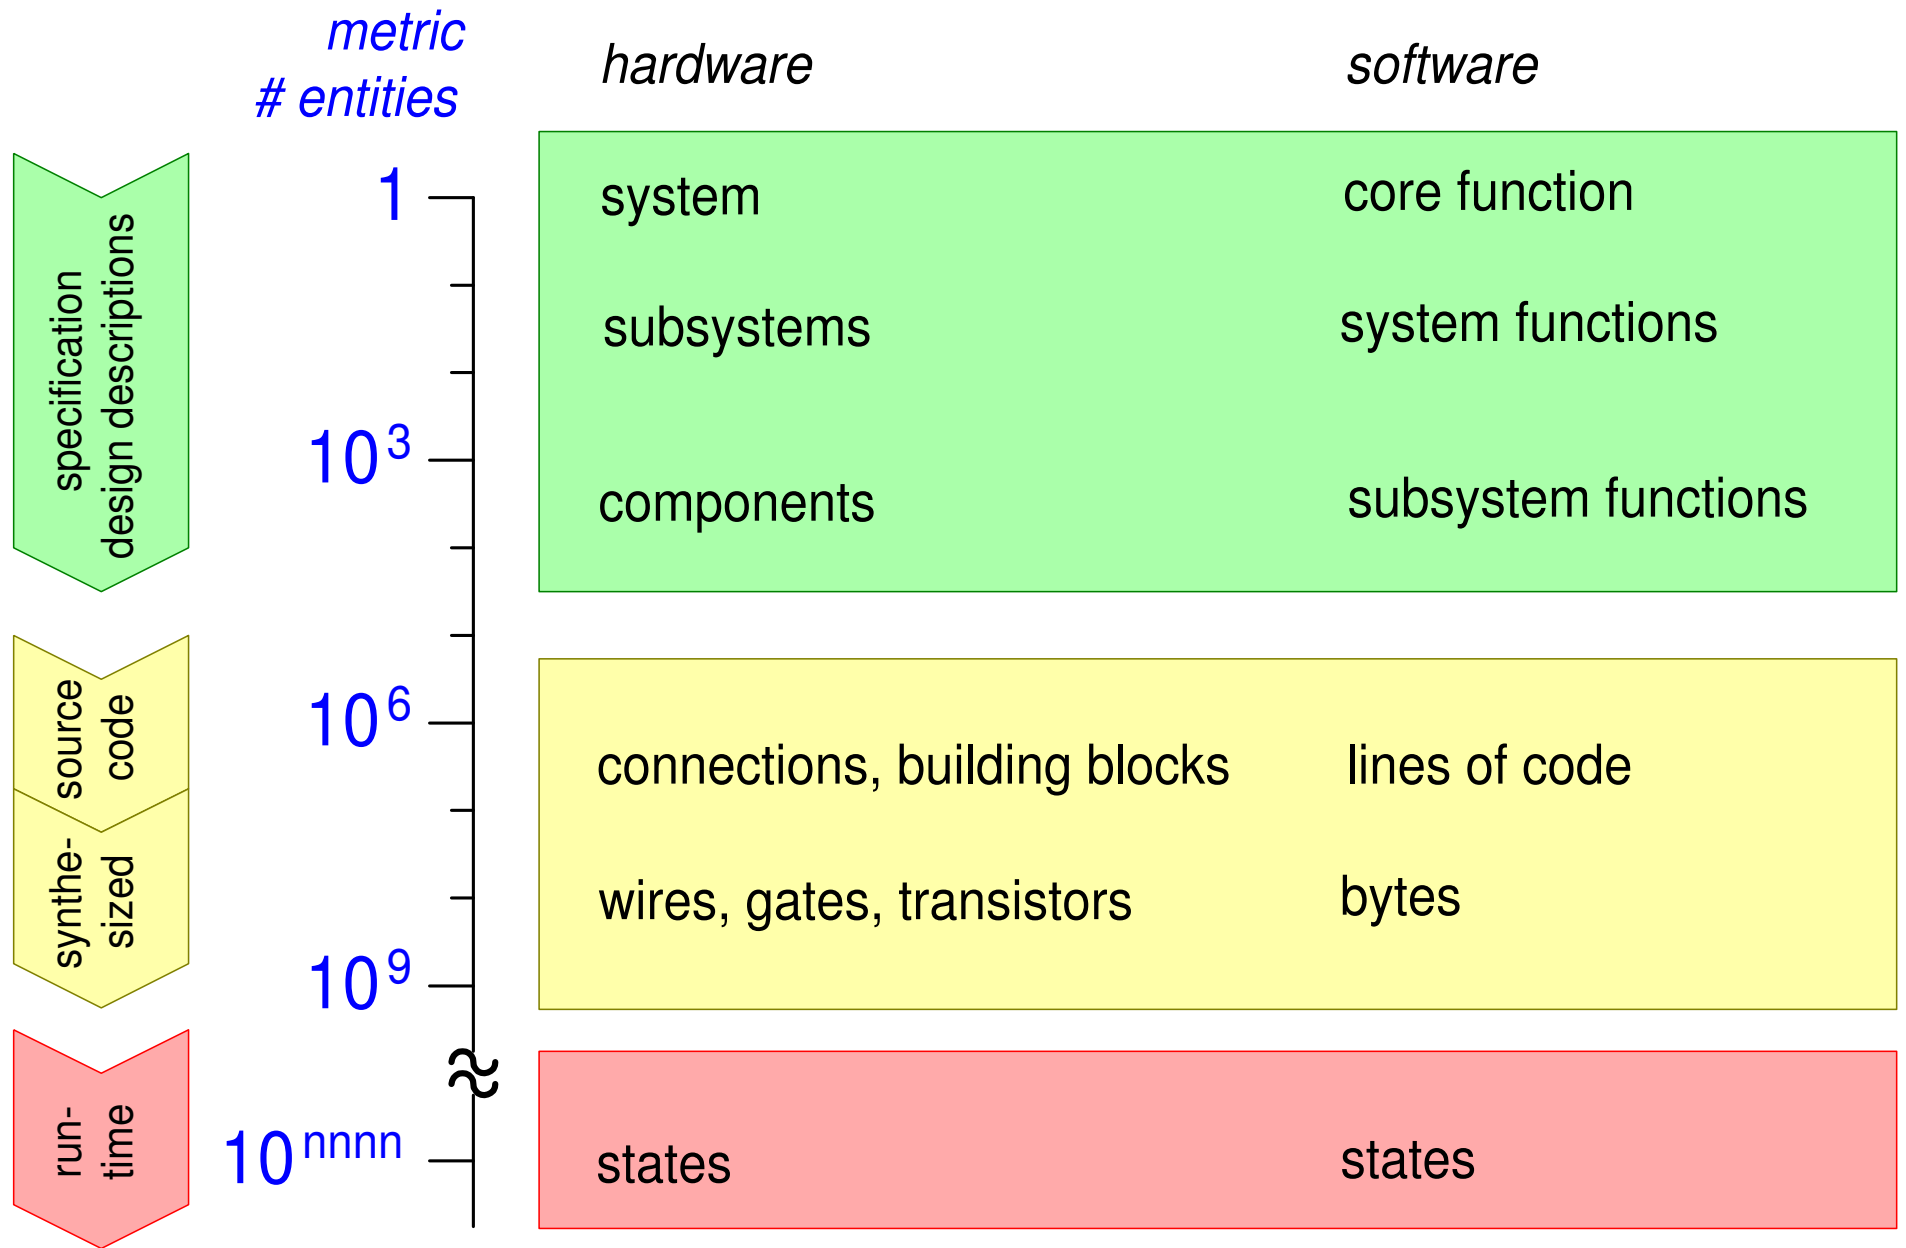 metric
# entities
hardware
software
specification
design descriptions
1
system
core function
subsystems
system functions
10³
components
subsystem functions
source
code
10⁶
connections, building blocks
lines of code
synthe-
sized
wires, gates, transistors
bytes
10⁹
run-
time
10ⁿⁿⁿⁿ
states
states